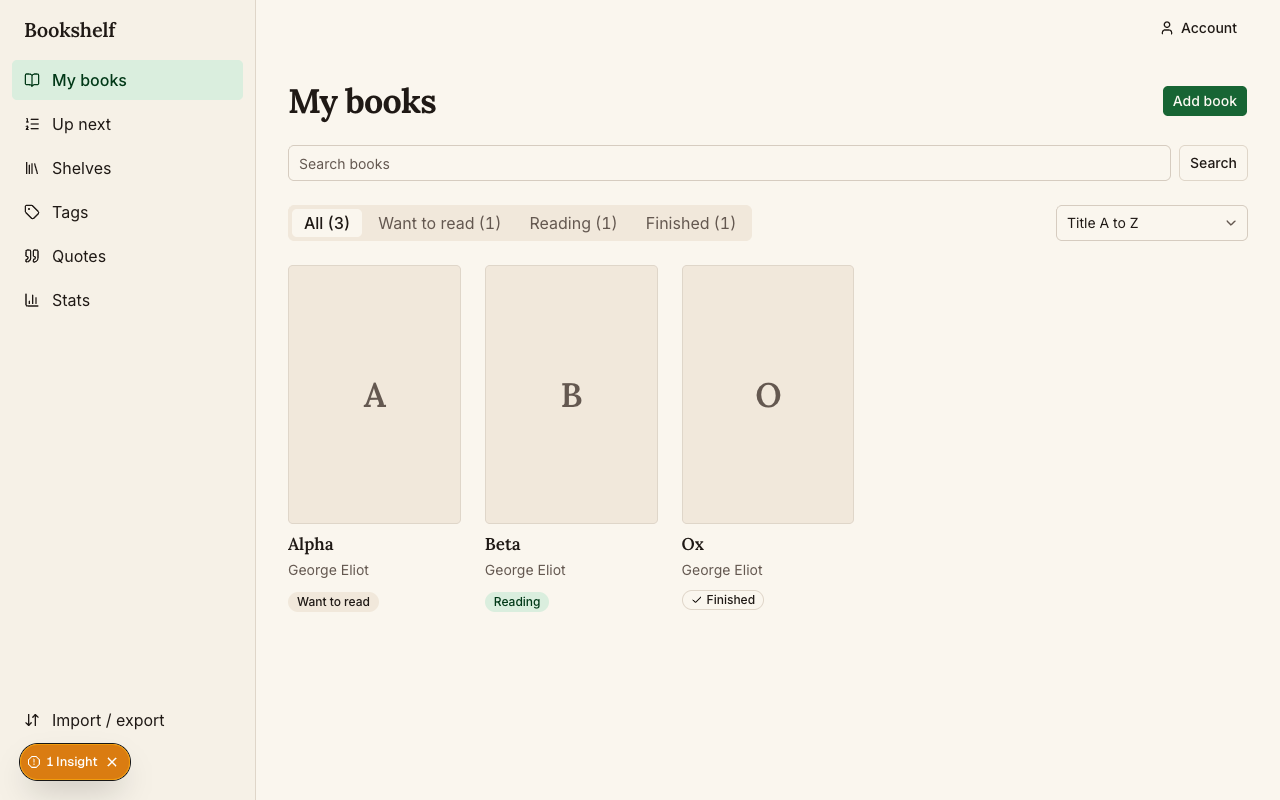 Bookshelf
My books
Up next
Shelves
Tags
Quotes
Stats
Import / export
1 Insight
Account
My books
Add book
Search books
Search
All (3)
Want to read (1)
Reading (1)
Finished (1)
Title A to Z
A
B
O
Alpha
George Eliot
Want to read
Beta
George Eliot
Reading
Ox
George Eliot
Finished